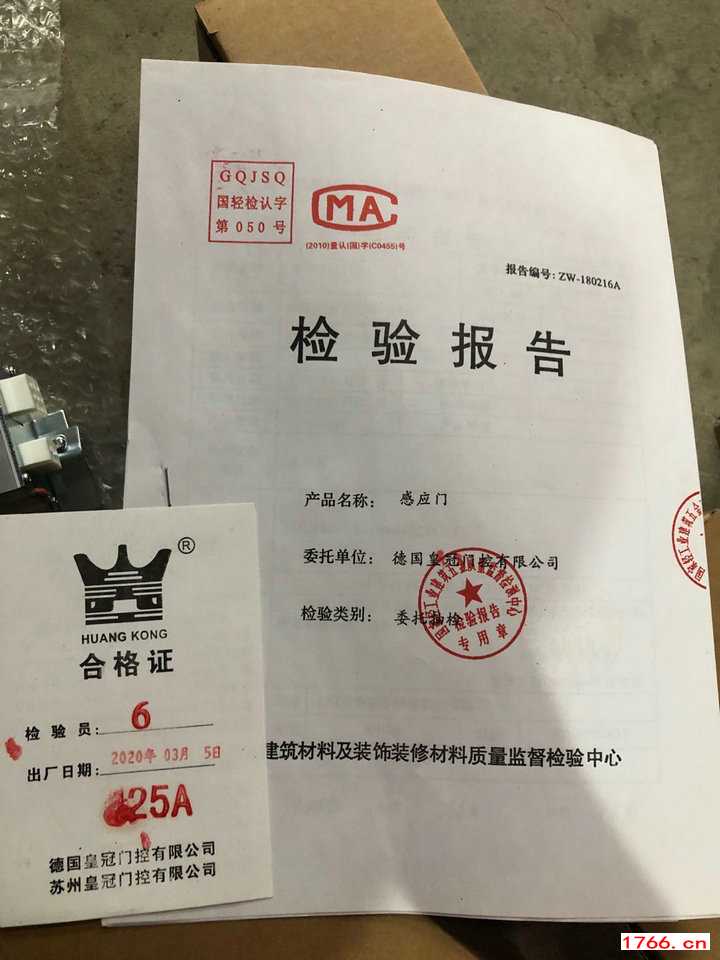 GQJSQ
国轻检认字
第 050 号
CMA
(2010)量认(国)字(C0455)号
报告编号: ZW-180216A
检验报告
产品名称: 感应门
委托单位: 德国皇冠门控有限公司
检验类别: 委托抽检
检验报告
专用章
建筑材料及装饰装修材料质量监督检验中心
®
HUANG KONG
合格证
检验员: 6
出厂日期: 2020年 03月 5日
125A
德国皇冠门控有限公司
苏州皇冠门控有限公司
1766.cn